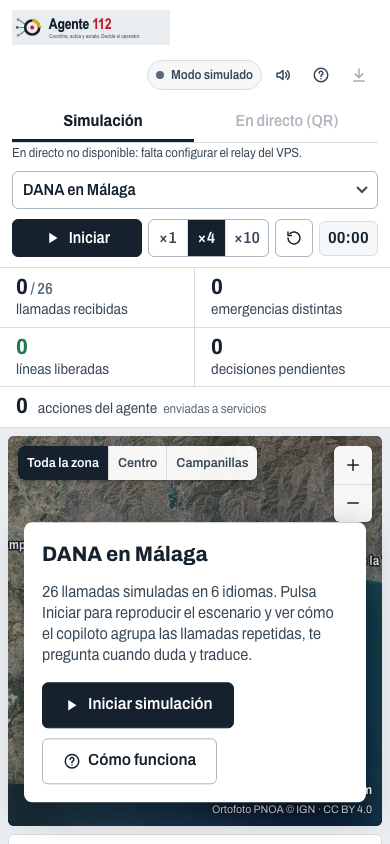 Agente 112
Coordina, actúa y escala. Decide el operador.
Modo simulado
Simulación
En directo (QR)
En directo no disponible: falta configurar el relay del VPS.
DANA en Málaga
Iniciar
×1
×4
×10
00:00
0 / 26
llamadas recibidas
0
emergencias distintas
0
líneas liberadas
0
decisiones pendientes
0 acciones del agente enviadas a servicios
Toda la zona
Centro
Campanillas
+
−
DANA en Málaga
26 llamadas simuladas en 6 idiomas. Pulsa
Iniciar para reproducir el escenario y ver cómo
el copiloto agrupa las llamadas repetidas, te
pregunta cuando duda y traduce.
Iniciar simulación
Cómo funciona
Ortofoto PNOA © IGN · CC BY 4.0